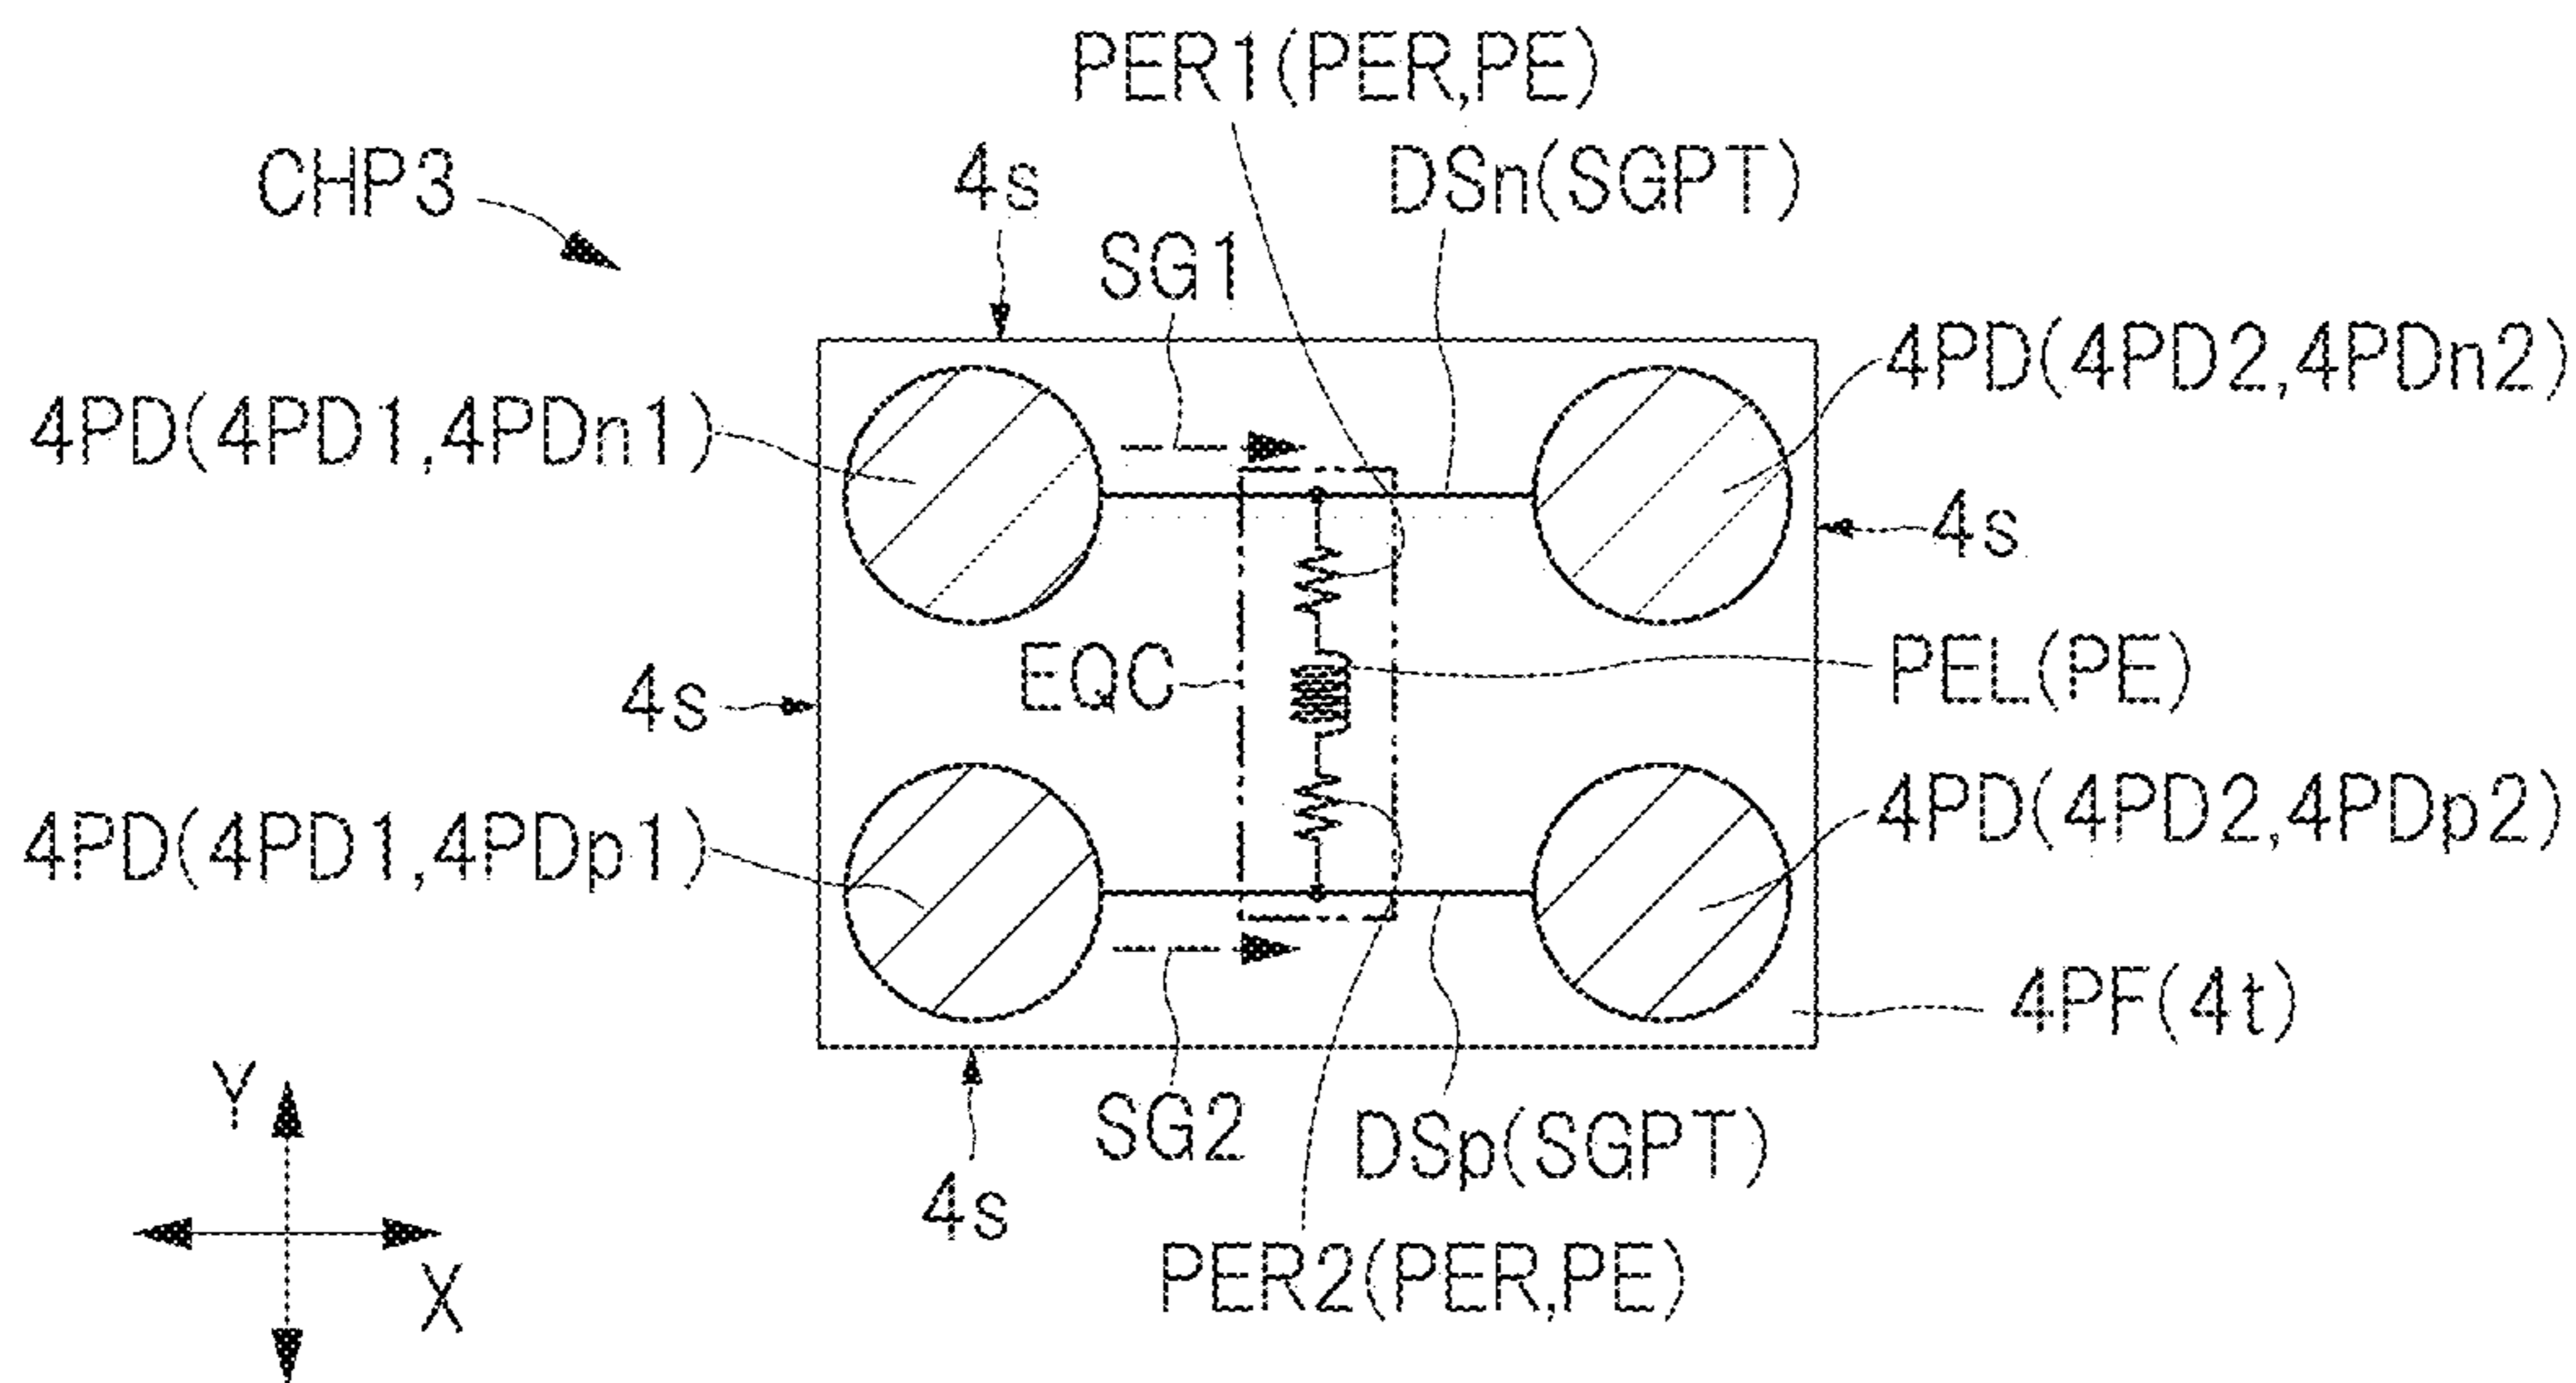 PER1(PER,PE)
CHP3
4s
DSn(SGPT)
SG1
4PD(4PD2,4PDn2)
4PD(4PD1,4PDn1)
4s
EQC
PEL(PE)
4s
4PD(4PD2,4PDp2)
4PD(4PD1,4PDp1)
4PF(4t)
Y
SG2
DSp(SGPT)
4s
X
PER2(PER,PE)